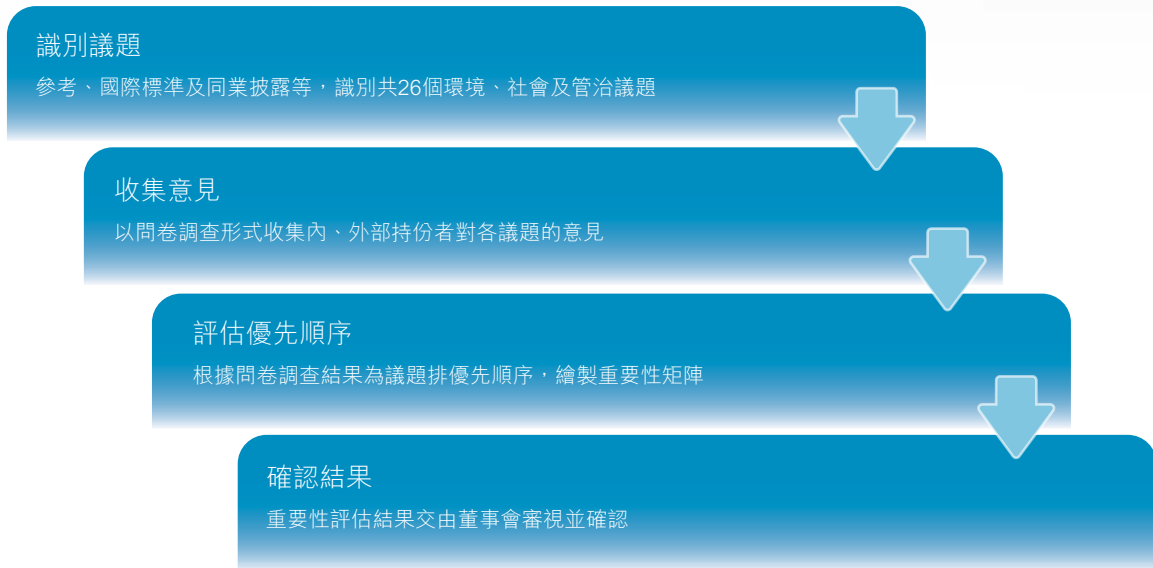 識別議題
參考、國際標準及同業披露等，識別共26個環境、社會及管治議題
收集意見
以問卷調查形式收集內、外部持份者對各議題的意見
評估優先順序
根據問卷調查結果為議題排優先順序，繪製重要性矩陣
確認結果
重要性評估結果交由董事會審視並確認